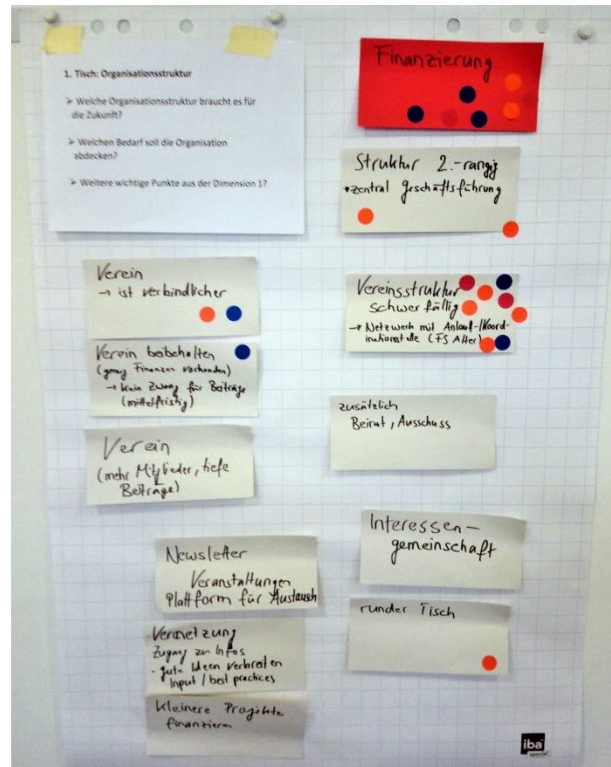 1. Tisch: Organisationsstruktur
➢ Welche Organisationsstruktur braucht es für
die Zukunft?
➢ Welchen Bedarf soll die Organisation
abdecken?
➢ Weitere wichtige Punkte aus der Dimension 1?
Finanzierung
Struktur 2.-rangig
• zentral Geschäftsführung
Verein
→ ist verbindlicher
Verein beibehalten
(genug Finanzen vorhanden)
→ kein Zwang für Beiträge
(mittelfristig)
Verein
(mehr Mitglieder, tiefe
Beiträge)
Vereinsstruktur
schwerfällig
→ Netzwerk mit Anlauf-/Koord-
inationsstelle (FS Alter)
zusätzlich
Beirat, Ausschuss
Interessen-
gemeinschaft
runder Tisch
Newsletter
Veranstaltungen
Plattform für Austausch
Vernetzung
Zugang zu Infos
- gute Ideen verbreiten
Input / best practices
kleinere Projekte
finanzieren
iba